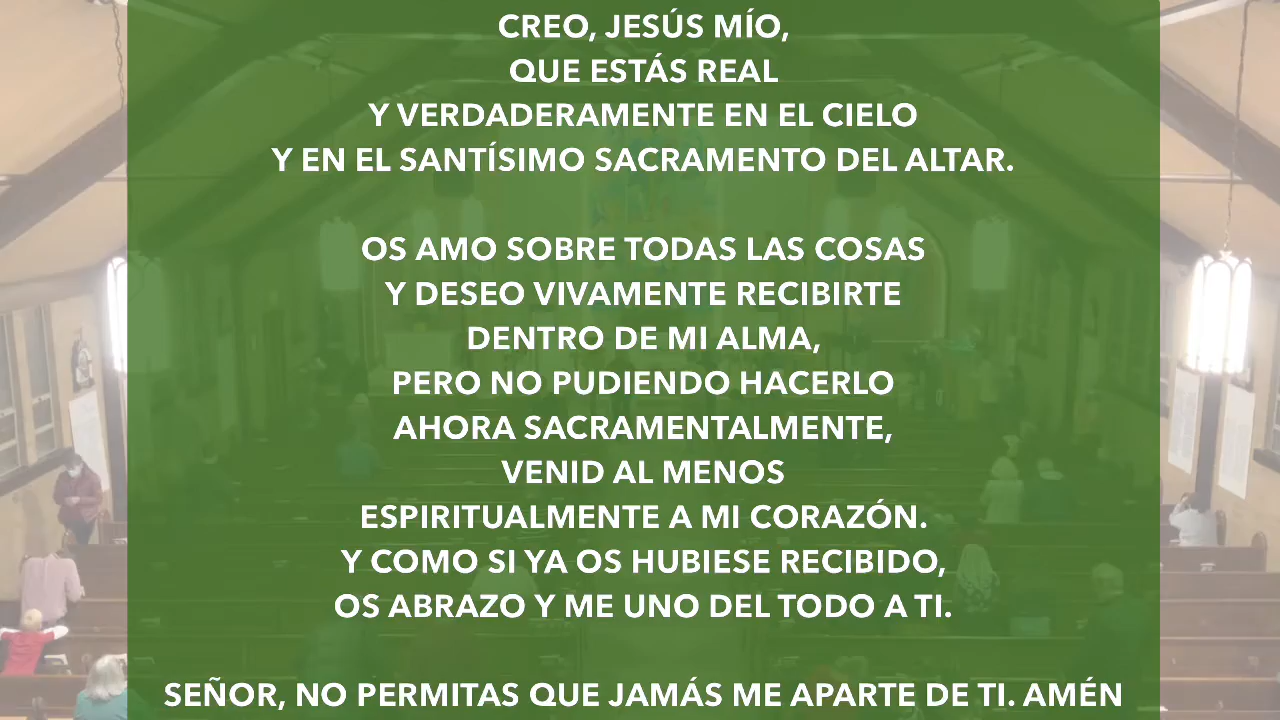 CREO, JESÚS MÍO,
QUE ESTÁS REAL
Y VERDADERAMENTE EN EL CIELO
Y EN EL SANTÍSIMO SACRAMENTO DEL ALTAR.
OS AMO SOBRE TODAS LAS COSAS
Y DESEO VIVAMENTE RECIBIRTE
DENTRO DE MI ALMA,
PERO NO PUDIENDO HACERLO
AHORA SACRAMENTALMENTE,
VENID AL MENOS
ESPIRITUALMENTE A MI CORAZÓN.
Y COMO SI YA OS HUBIESE RECIBIDO,
OS ABRAZO Y ME UNO DEL TODO A TI.
SEÑOR, NO PERMITAS QUE JAMÁS ME APARTE DE TI. AMÉN